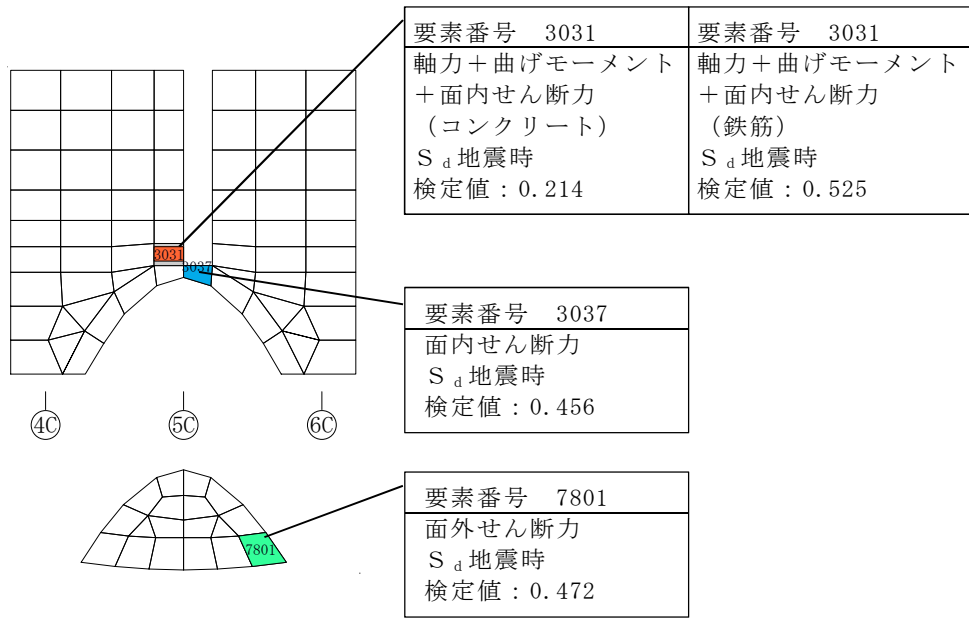 要素番号 3031
軸力＋曲げモーメント
＋面内せん断力
（コンクリート）
Ｓd地震時
検定値：0.214
要素番号 3031
軸力＋曲げモーメント
＋面内せん断力
（鉄筋）
Ｓd地震時
検定値：0.525
3031
3037
要素番号 3037
面内せん断力
Ｓd地震時
検定値：0.456
4C 5C 6C
要素番号 7801
面外せん断力
Ｓd地震時
検定値：0.472
7801